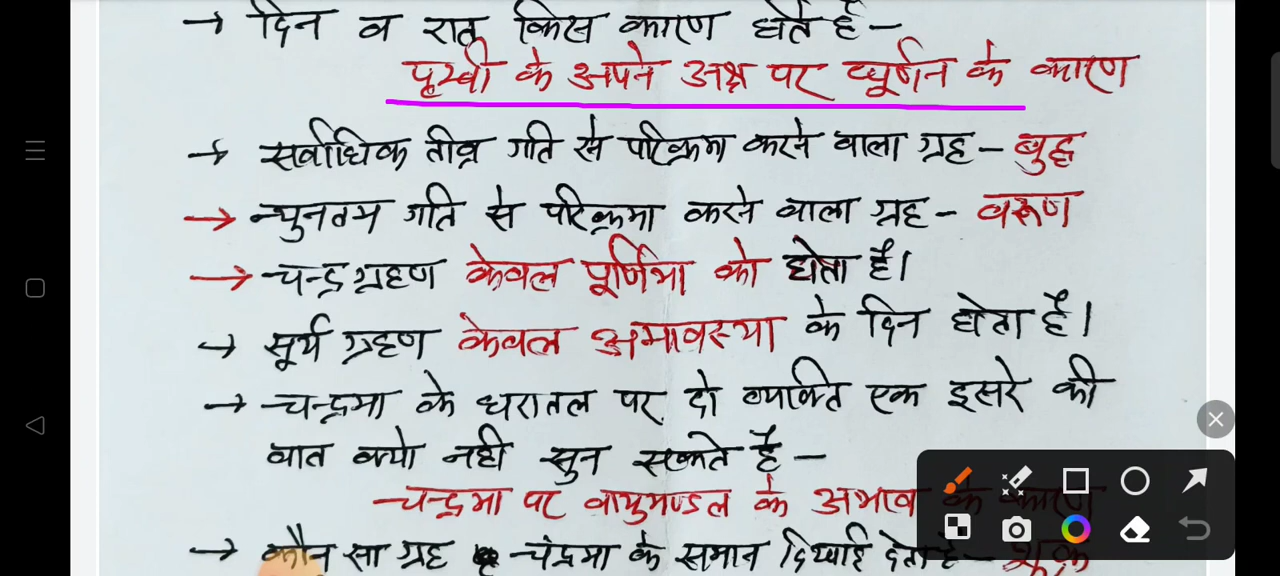 → दिन व रात किस कारण होते है –
पृथ्वी के अपने अक्ष पर घूर्णन के कारण
→ सर्वाधिक तीव्र गति से परिक्रमा करने वाला ग्रह – बुद्ध
→ न्युनतम गति से परिक्रमा करने वाला ग्रह – वरूण
→ चन्द्र ग्रहण केवल पूर्णिमा को होता है।
→ सूर्य ग्रहण केवल अमावस्या के दिन होता है।
→ चन्द्रमा के धरातल पर दो व्यक्ति एक दूसरे की
बात क्यो नही सुन सकते है –
चन्द्रमा पर वायुमण्डल के अभाव के कारण
→ कौन सा ग्रह चंद्रमा के समान दिखाई देता है – शुक्र